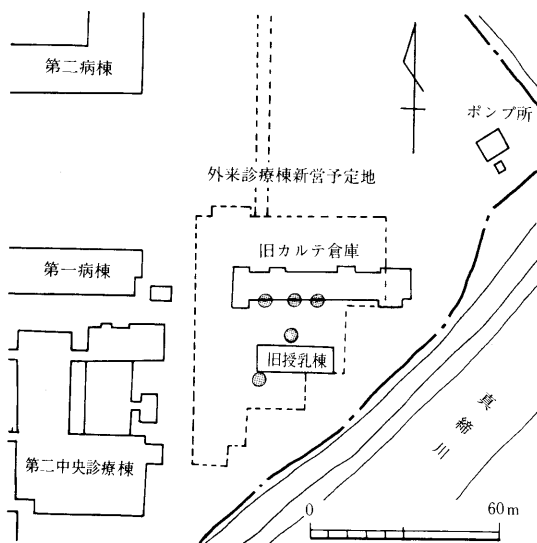 第二病棟
ポンプ所
外来診療棟新営予定地
旧カルテ倉庫
第一病棟
旧授乳棟
真締川
第二中央診療棟
0
60m